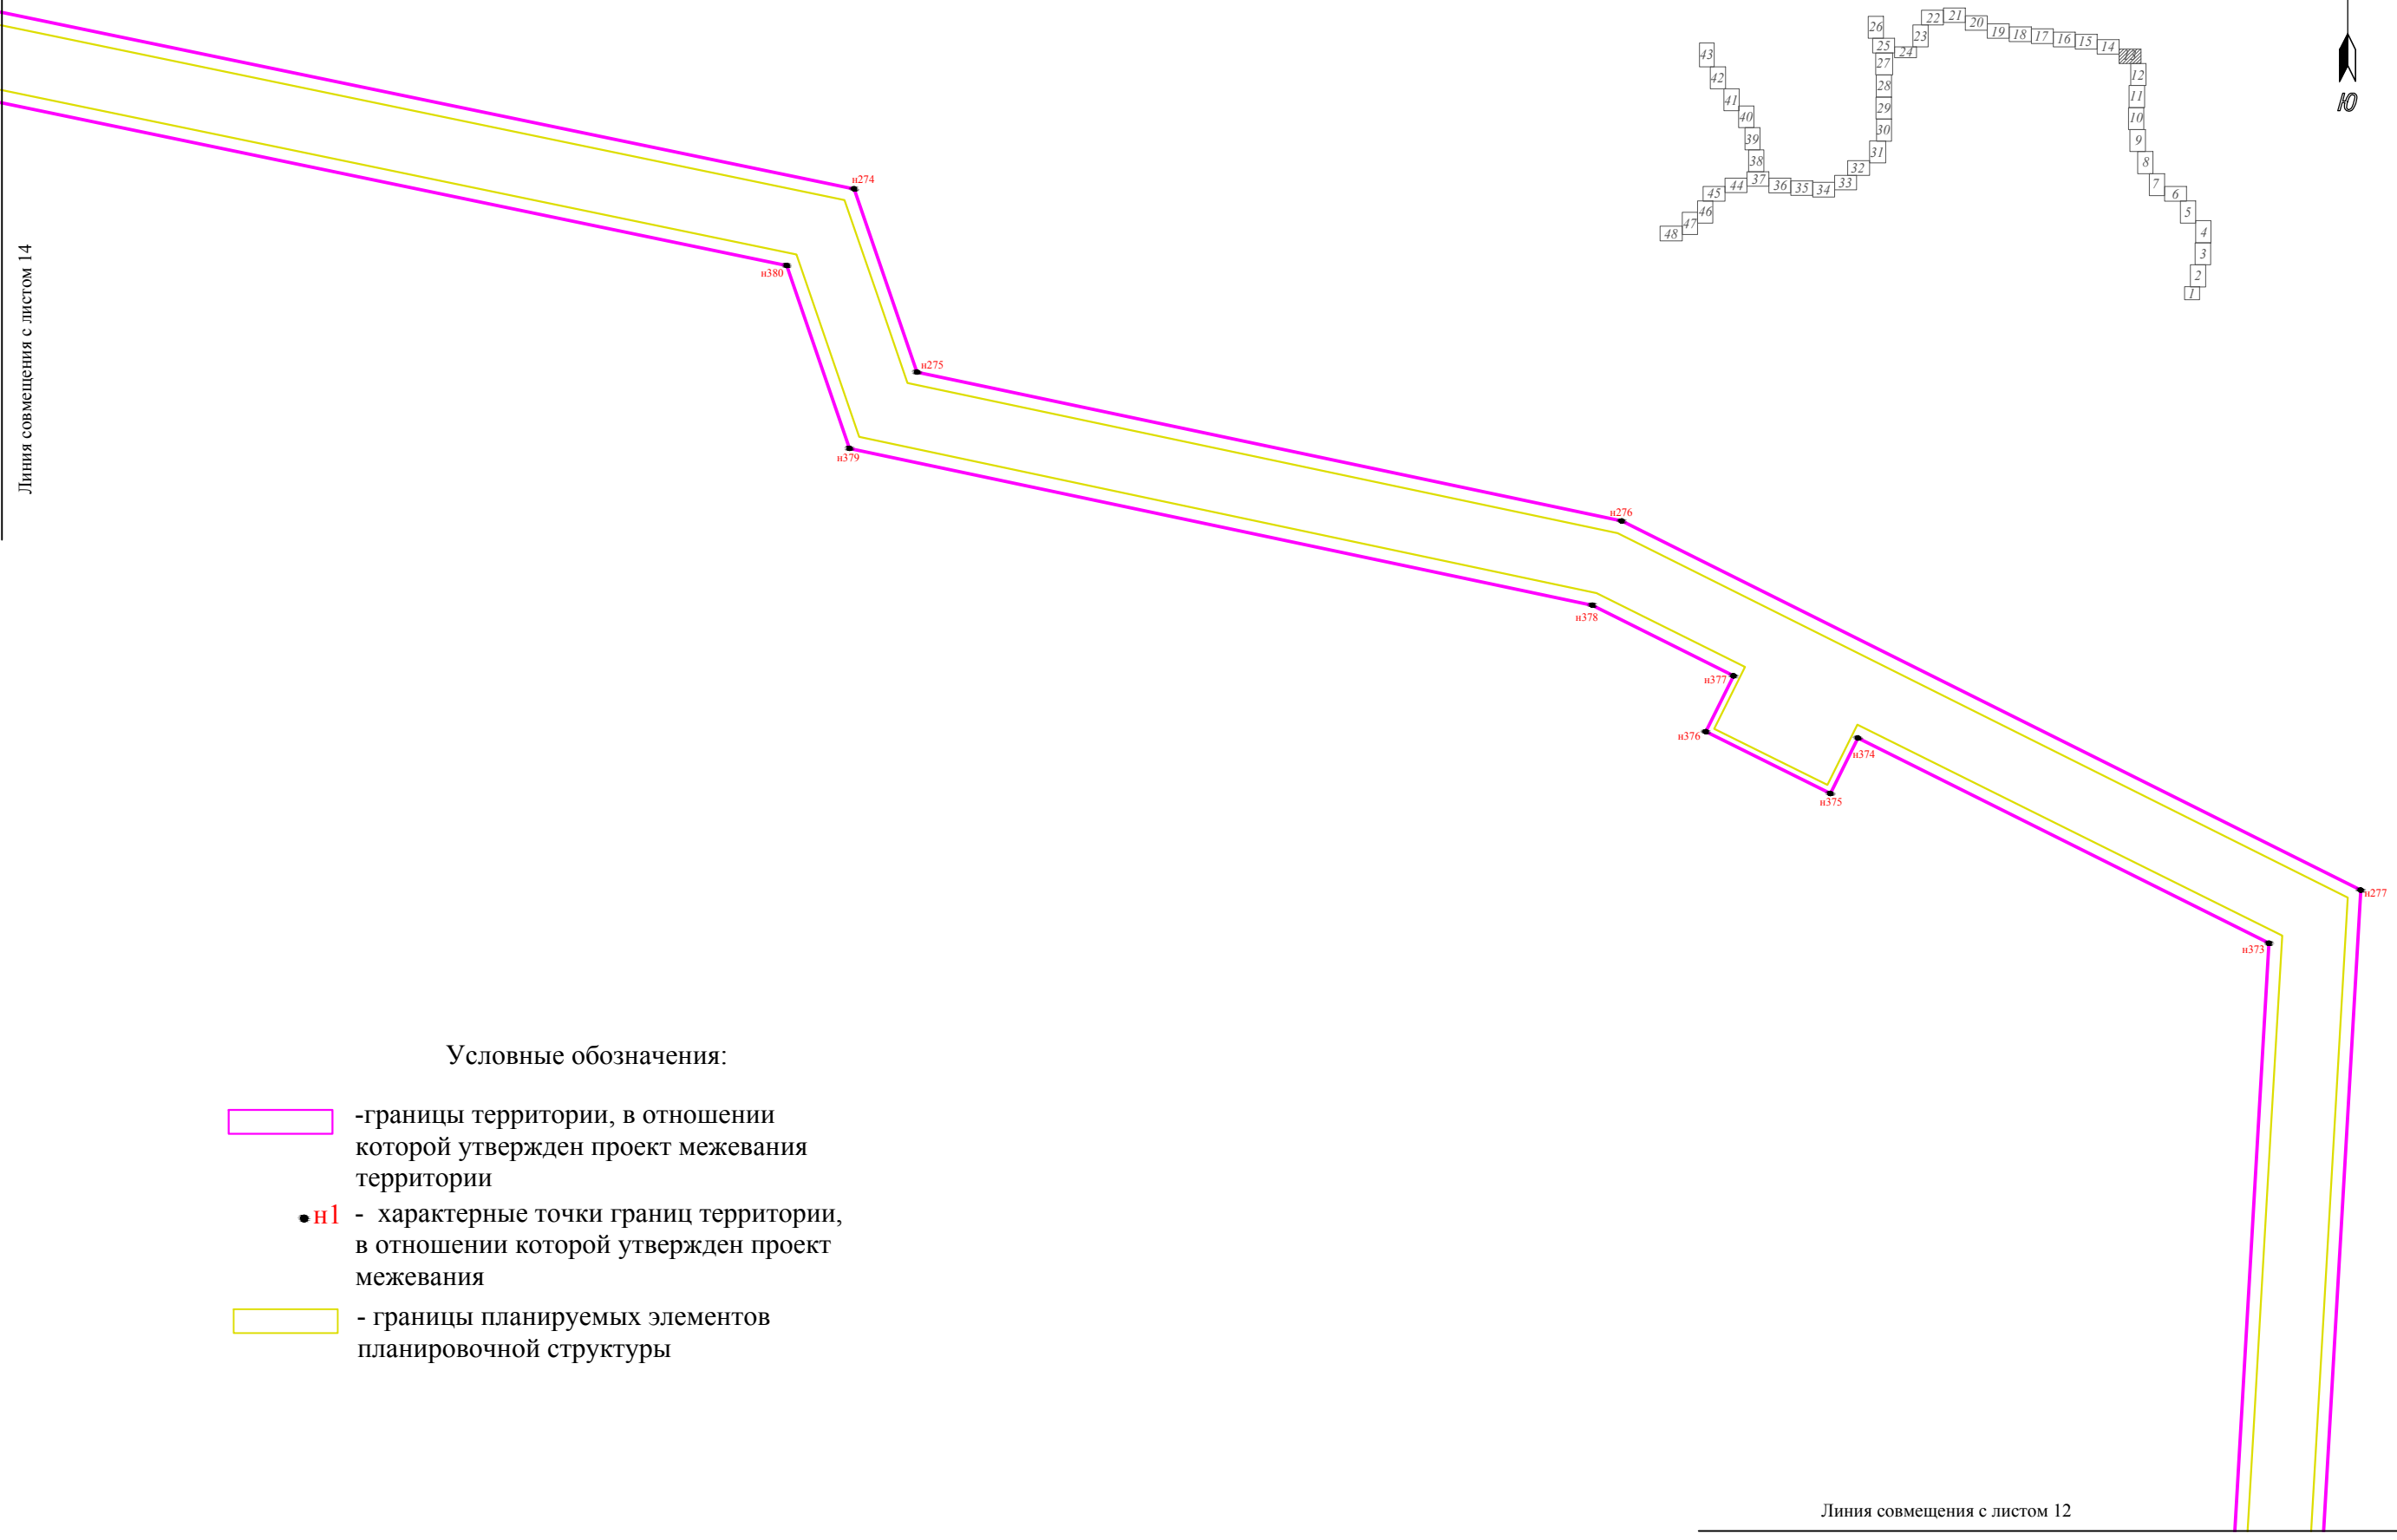 22
21
20
19
18
17
16
15
14
13
26
25
24
23
27
28
29
30
31
32
33
34
35
36
37
38
39
40
41
42
43
44
45
46
47
48
12
11
10
9
8
7
6
5
4
3
2
1
Ю
Линия совмещения с листом 14
н274
н380
н275
н379
н276
н378
н377
н376
н374
н375
н277
н373
Условные обозначения:
-границы территории, в отношении
которой утвержден проект межевания
территории
н1 - характерные точки границ территории,
в отношении которой утвержден проект
межевания
- границы планируемых элементов
планировочной структуры
Линия совмещения с листом 12